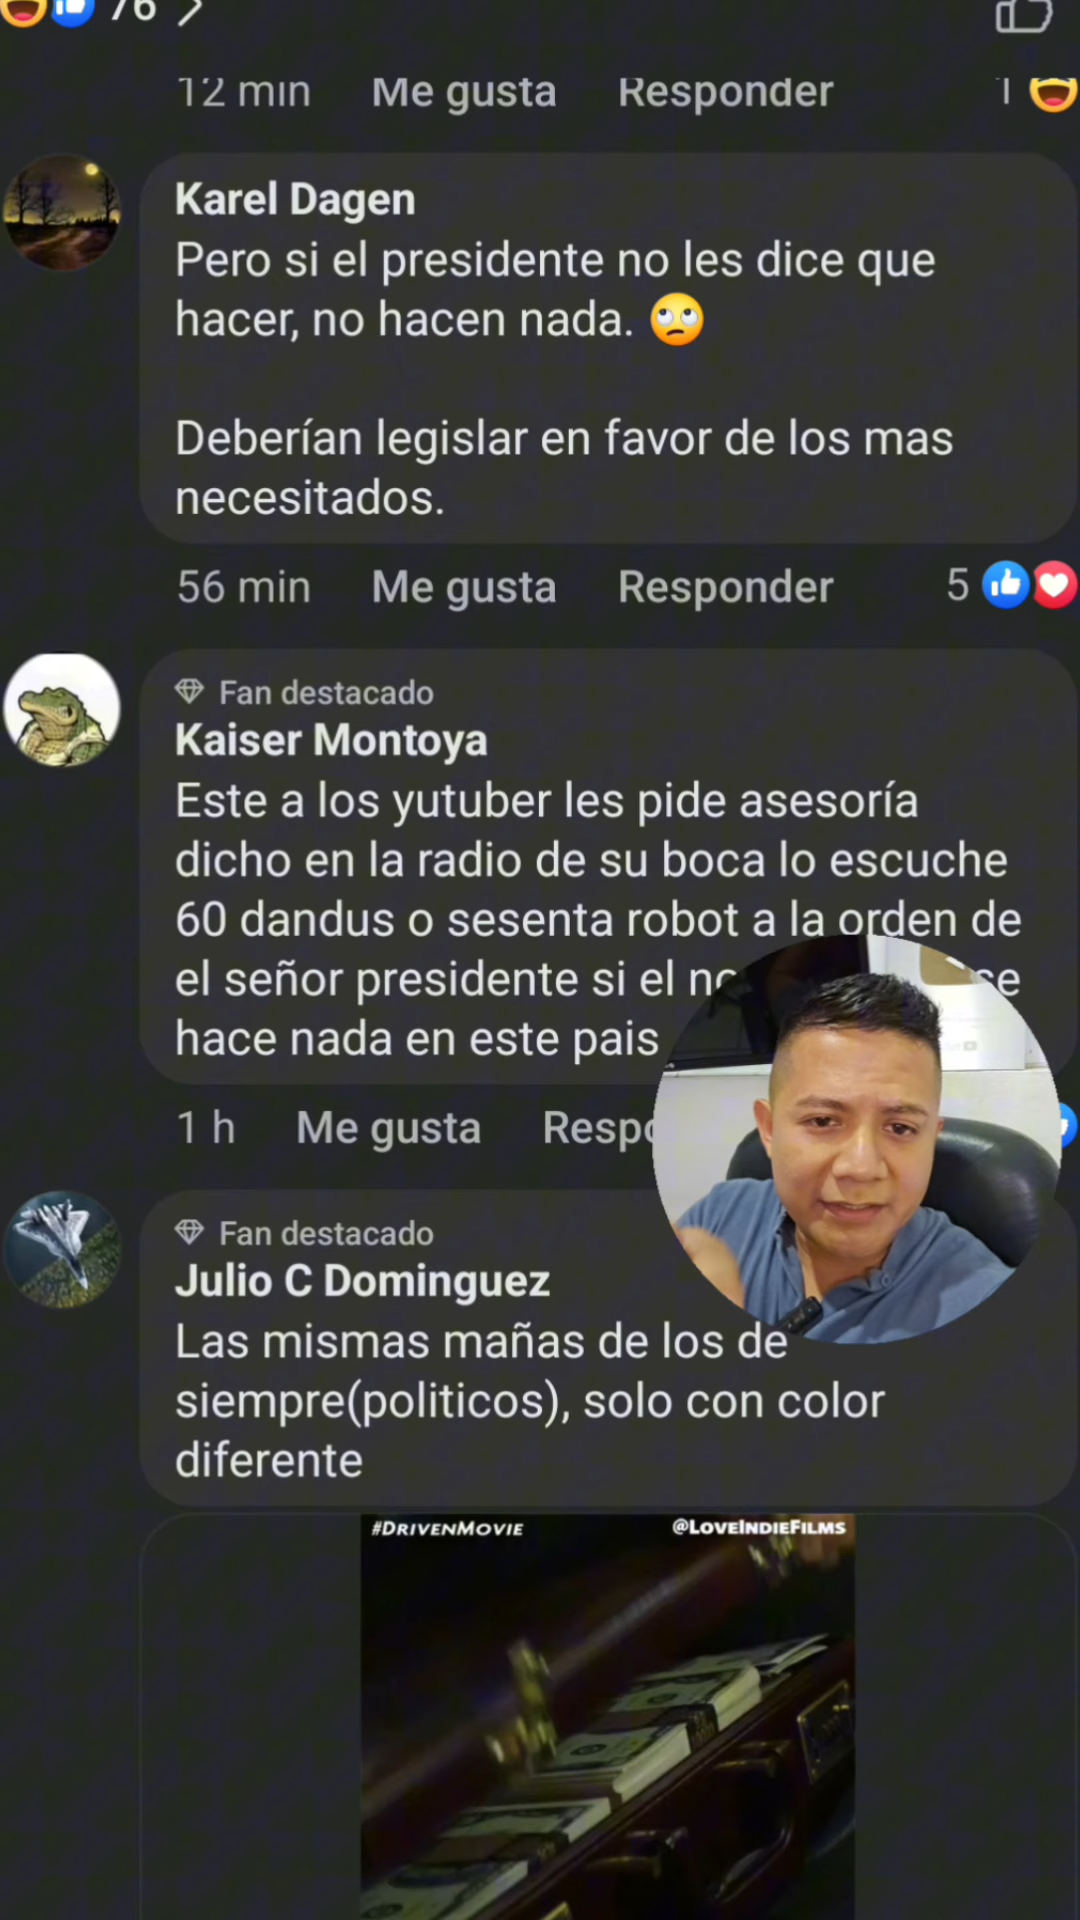 76 >
12 min Me gusta Responder 1
Karel Dagen
Pero si el presidente no les dice que
hacer, no hacen nada. 🙄
Deberían legislar en favor de los mas
necesitados.
56 min Me gusta Responder 5
Fan destacado
Kaiser Montoya
Este a los yutuber les pide asesoría
dicho en la radio de su boca lo escuche
60 dandus o sesenta robot a la orden de
el señor presidente si el se
hace nada en este pais
1 h Me gusta
Fan destacado
Julio C Dominguez
Las mismas mañas de los de
siempre(politicos), solo con color
diferente
#DRIVENMOVIE @LOVEINDIEFILMS